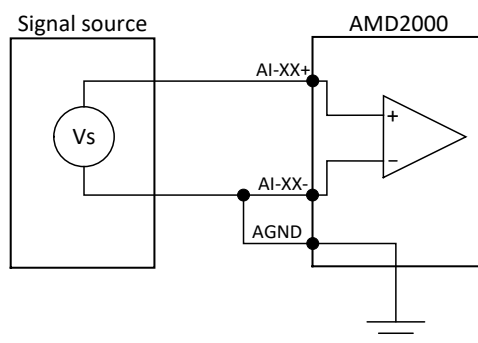 Signal source
AMD2000
AI-XX+
Vs
+
−
AI-XX-
AGND